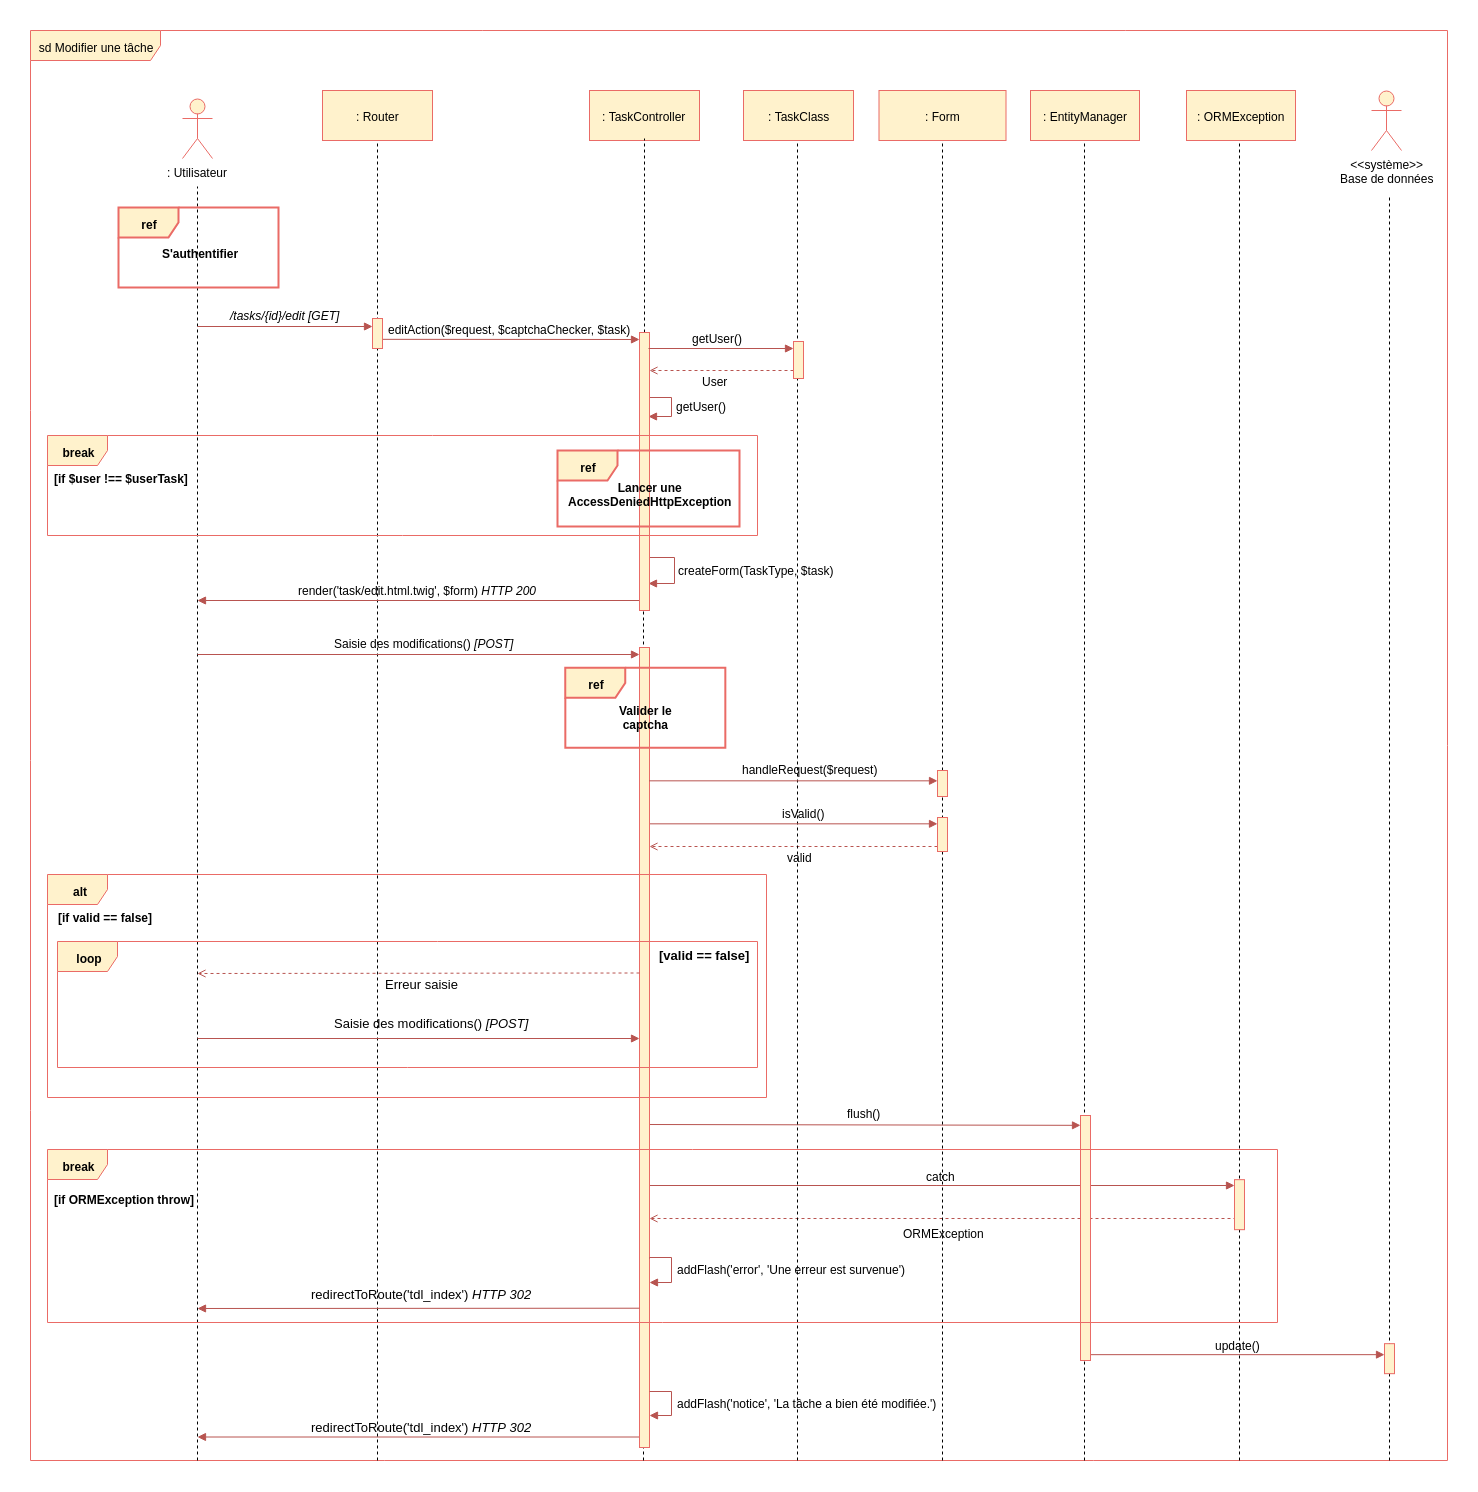 sd Modifier une tâche
: Utilisateur
: Router
: TaskController
: TaskClass
: Form
: EntityManager
: ORMException
<<système>>
Base de données
ref
S'authentifier
/tasks/{id}/edit [GET]
editAction($request, $captchaChecker, $task)
getUser()
User
getUser()
break
[if $user !== $userTask]
ref
Lancer une
AccessDeniedHttpException
createForm(TaskType, $task)
render('task/edit.html.twig', $form) HTTP 200
Saisie des modifications() [POST]
ref
Valider le
captcha
handleRequest($request)
isValid()
valid
alt
[if valid == false]
loop
[valid == false]
Erreur saisie
Saisie des modifications() [POST]
flush()
break
[if ORMException throw]
catch
ORMException
addFlash('error', 'Une erreur est survenue')
redirectToRoute('tdl_index') HTTP 302
update()
addFlash('notice', 'La tâche a bien été modifiée.')
redirectToRoute('tdl_index') HTTP 302